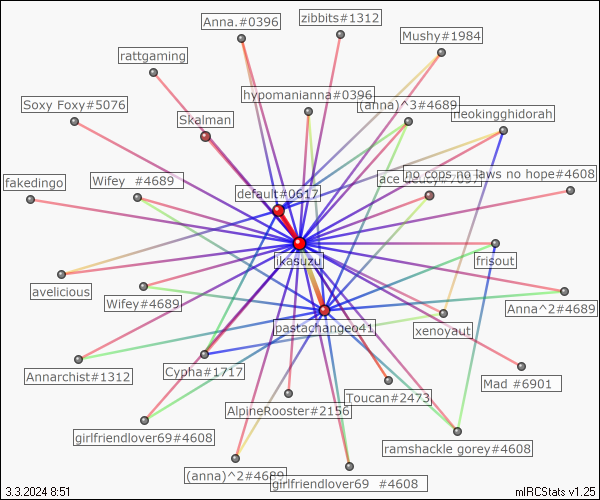 Anna.#0396
zibbits#1312
Mushy#1984
rattgaming
hypomanianna#0396
Soxy Foxy#5076
(anna)^3#4689
neokingghidorah
Skalman
no cops no laws no hope#4608
fakedingo
Wifey #4689
ace
default#0617
ikasuzu
frisout
avelicious
Wifey#4689
Anna^2#4689
pastachangeo41
xenoyaut
Annarchist#1312
Cypha#1717
Mad #6901
Toucan#2473
AlpineRooster#2156
girlfriendlover69#4608
ramshackle gorey#4608
(anna)^2#4689
girlfriendlover69 #4608
3.3.2024 8:51
mIRCStats v1.25